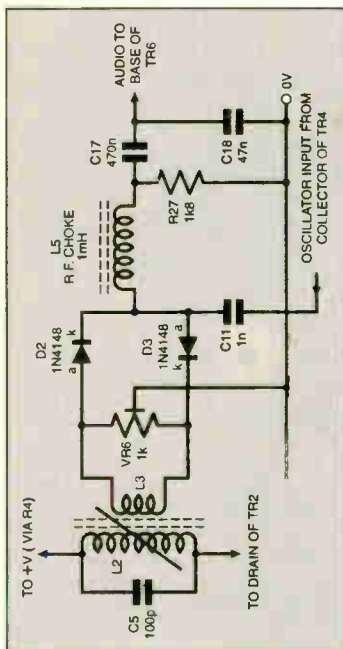 TO +V ( VIA R4)
C5
100p
L2
L3
TO DRAIN OF TR2
VR6
1k
D2
1N4148
a
k
D3
1N4148
k
a
L5
R.F. CHOKE
1mH
C11
1n
R27
1k8
C17
470n
C18
47n
AUDIO TO
BASE OF
TR6
0V
OSCILLATOR INPUT FROM
COLLECTOR OF TR4